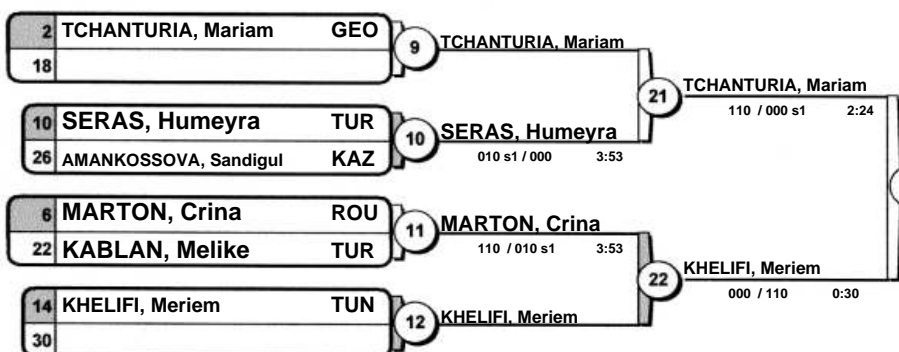 2 TCHANTURIA, Mariam GEO
18
9 TCHANTURIA, Mariam
10 SERAS, Humeyra TUR
26 AMANKOSSOVA, Sandigul KAZ
10 SERAS, Humeyra
010 s1 / 000 3:53
21 TCHANTURIA, Mariam
110 / 000 s1 2:24
6 MARTON, Crina ROU
22 KABLAN, Melike TUR
11 MARTON, Crina
110 / 010 s1 3:53
14 KHELIFI, Meriem TUN
30
12 KHELIFI, Meriem
22 KHELIFI, Meriem
000 / 110 0:30